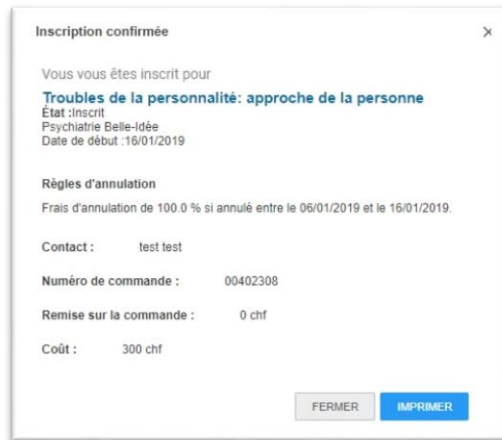 Inscription confirmée ×
Vous vous êtes inscrit pour
Troubles de la personnalité: approche de la personne
État :Inscrit
Psychiatrie Belle-Idée
Date de début :16/01/2019
Règles d'annulation
Frais d'annulation de 100.0 % si annulé entre le 06/01/2019 et le 16/01/2019.
Contact : test test
Numéro de commande : 00402308
Remise sur la commande : 0 chf
Coût : 300 chf
FERMER IMPRIMER